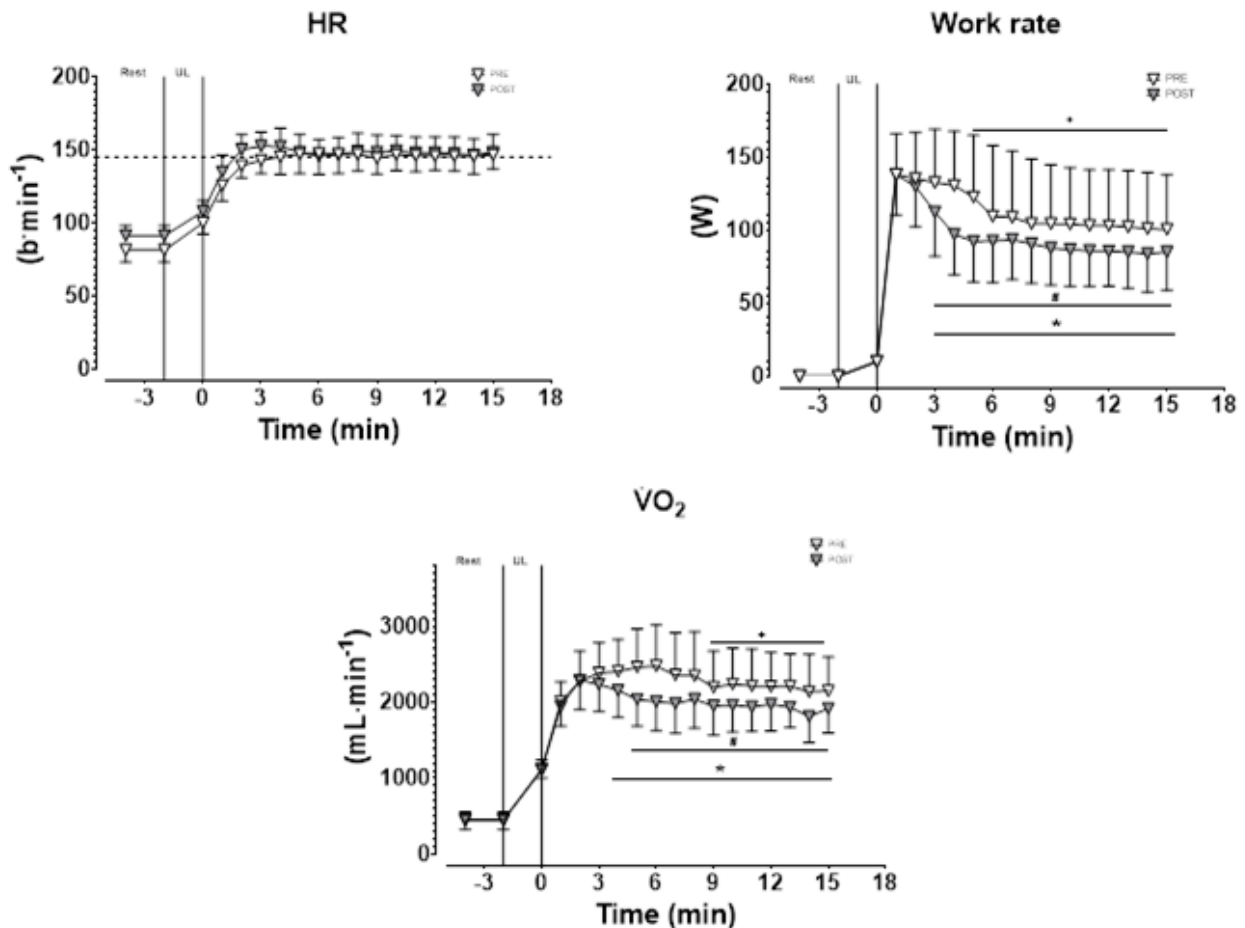 HR
Rest UL
PRE
POST
200
150
100
50
0
(b·min⁻¹)
-3 0 3 6 9 12 15 18
Time (min)
Work rate
Rest UL
PRE
POST
200
150
100
50
0
(W)
+
#
*
-3 0 3 6 9 12 15 18
Time (min)
V̇O₂
Rest UL
PRE
POST
3000
2000
1000
0
(mL·min⁻¹)
+
#
*
-3 0 3 6 9 12 15 18
Time (min)